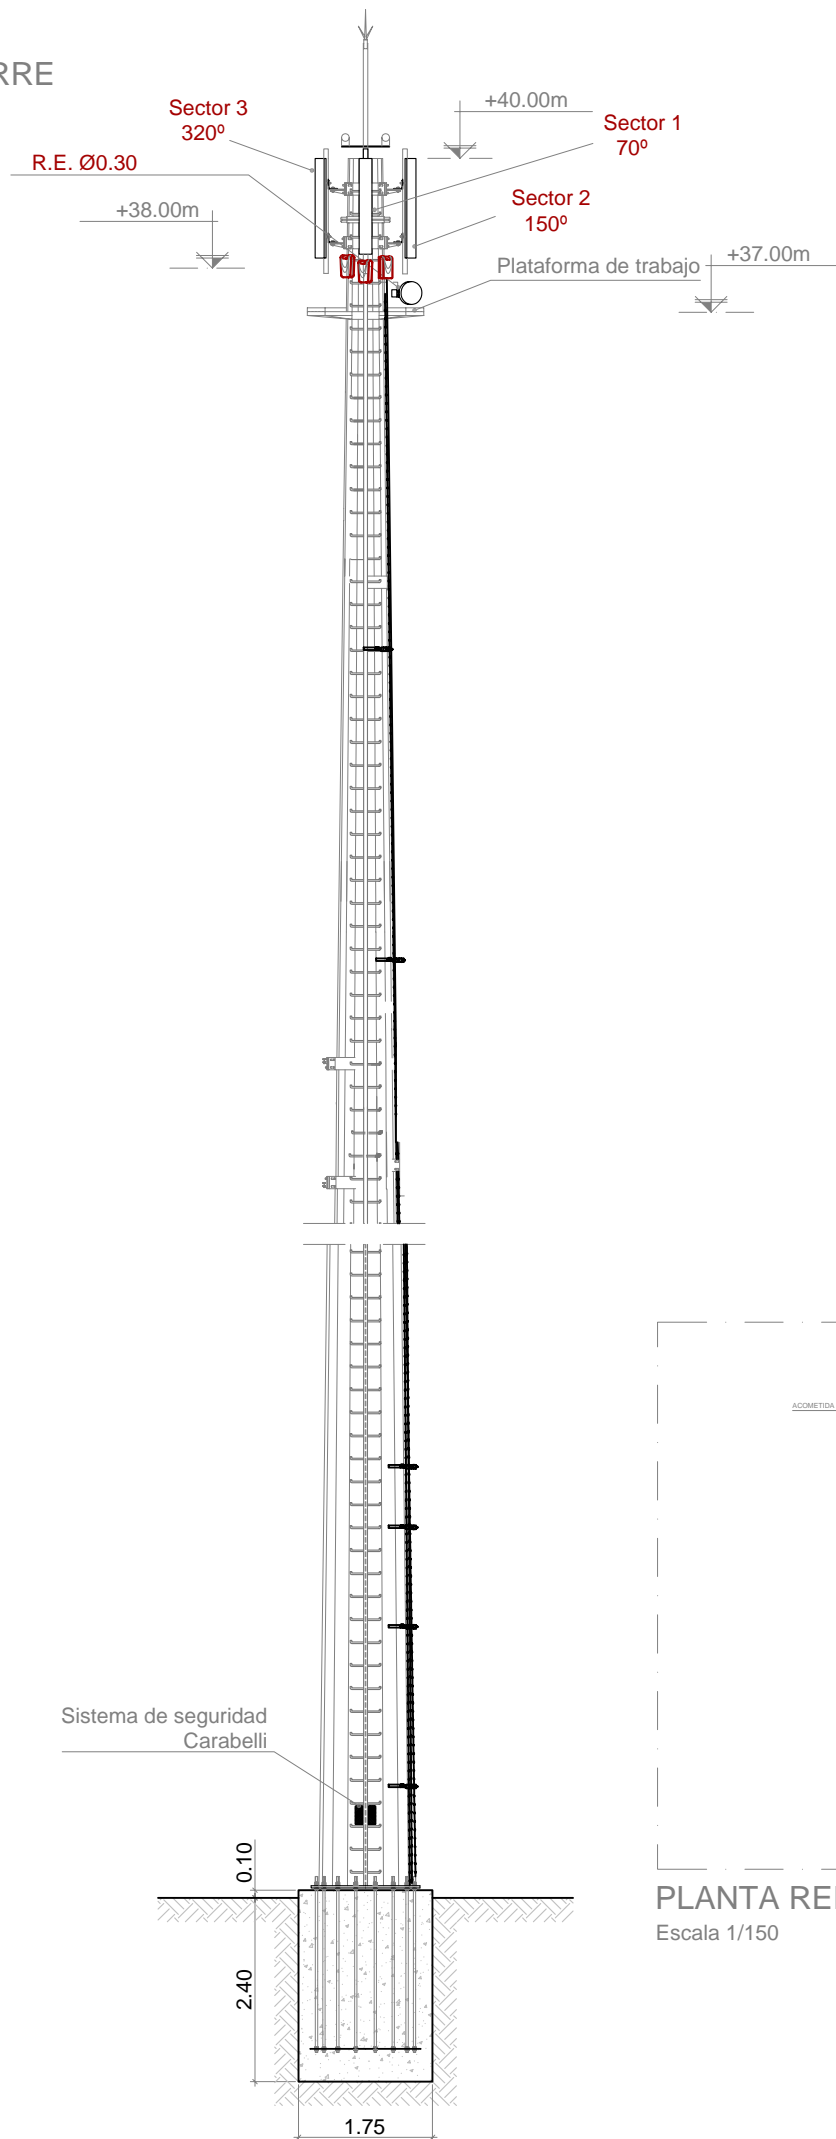 RRE
Sector 3
320º
+40.00m
Sector 1
70º
R.E. Ø0.30
Sector 2
150º
+38.00m
+37.00m
Plataforma de trabajo
ACOMETIDA
Sistema de seguridad
Carabelli
0.10
PLANTA RE
Escala 1/150
2.40
1.75